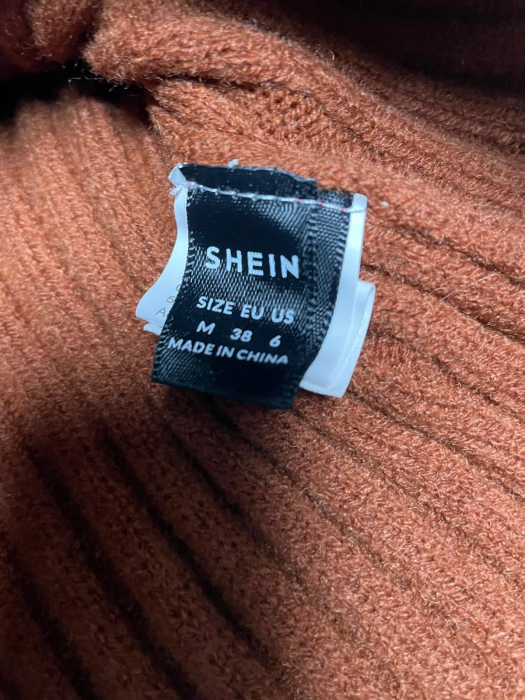 SHEIN
SIZE EU US
M 38 6
MADE IN CHINA